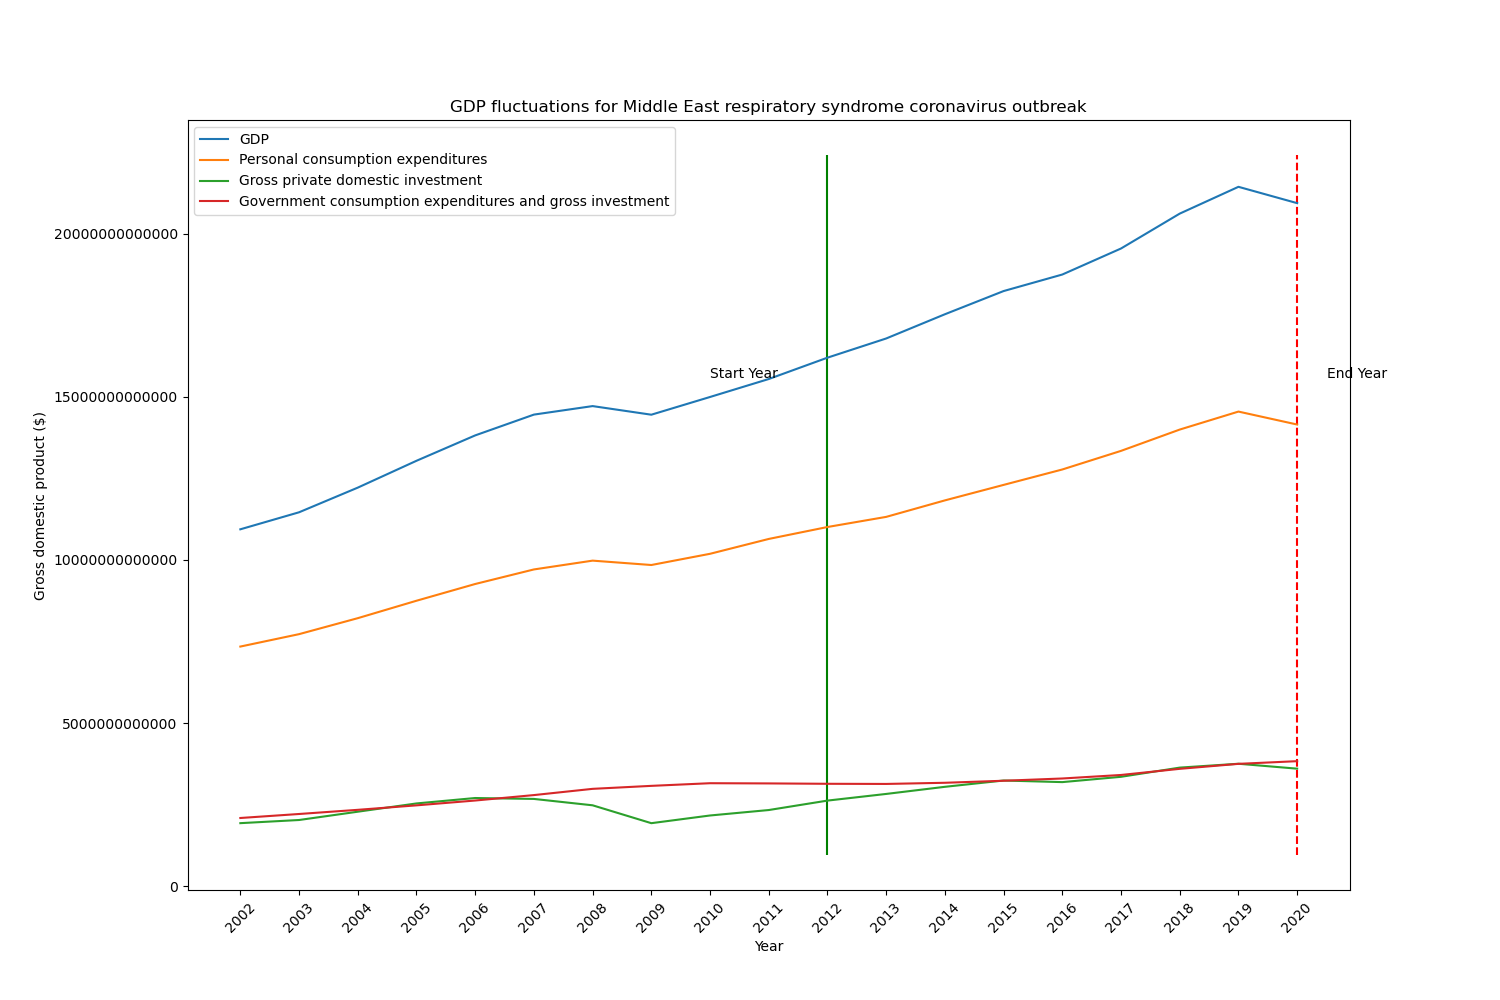 GDP fluctuations for Middle East respiratory syndrome coronavirus outbreak
GDP
Personal consumption expenditures
Gross private domestic investment
Government consumption expenditures and gross investment
20000000000000
15000000000000
10000000000000
5000000000000
0
Gross domestic product ($)
Start Year
End Year
2002
2003
2004
2005
2006
2007
2008
2009
2010
2011
2012
2013
2014
2015
2016
2017
2018
2019
2020
Year